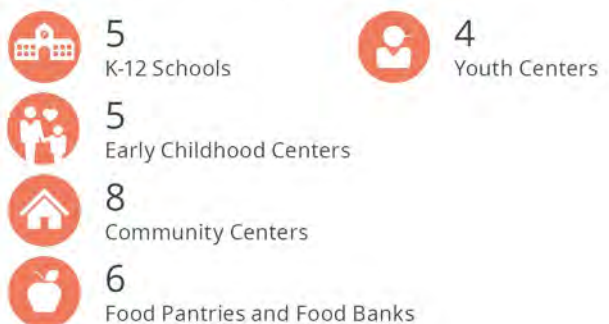 5
K-12 Schools
4
Youth Centers
5
Early Childhood Centers
8
Community Centers
6
Food Pantries and Food Banks